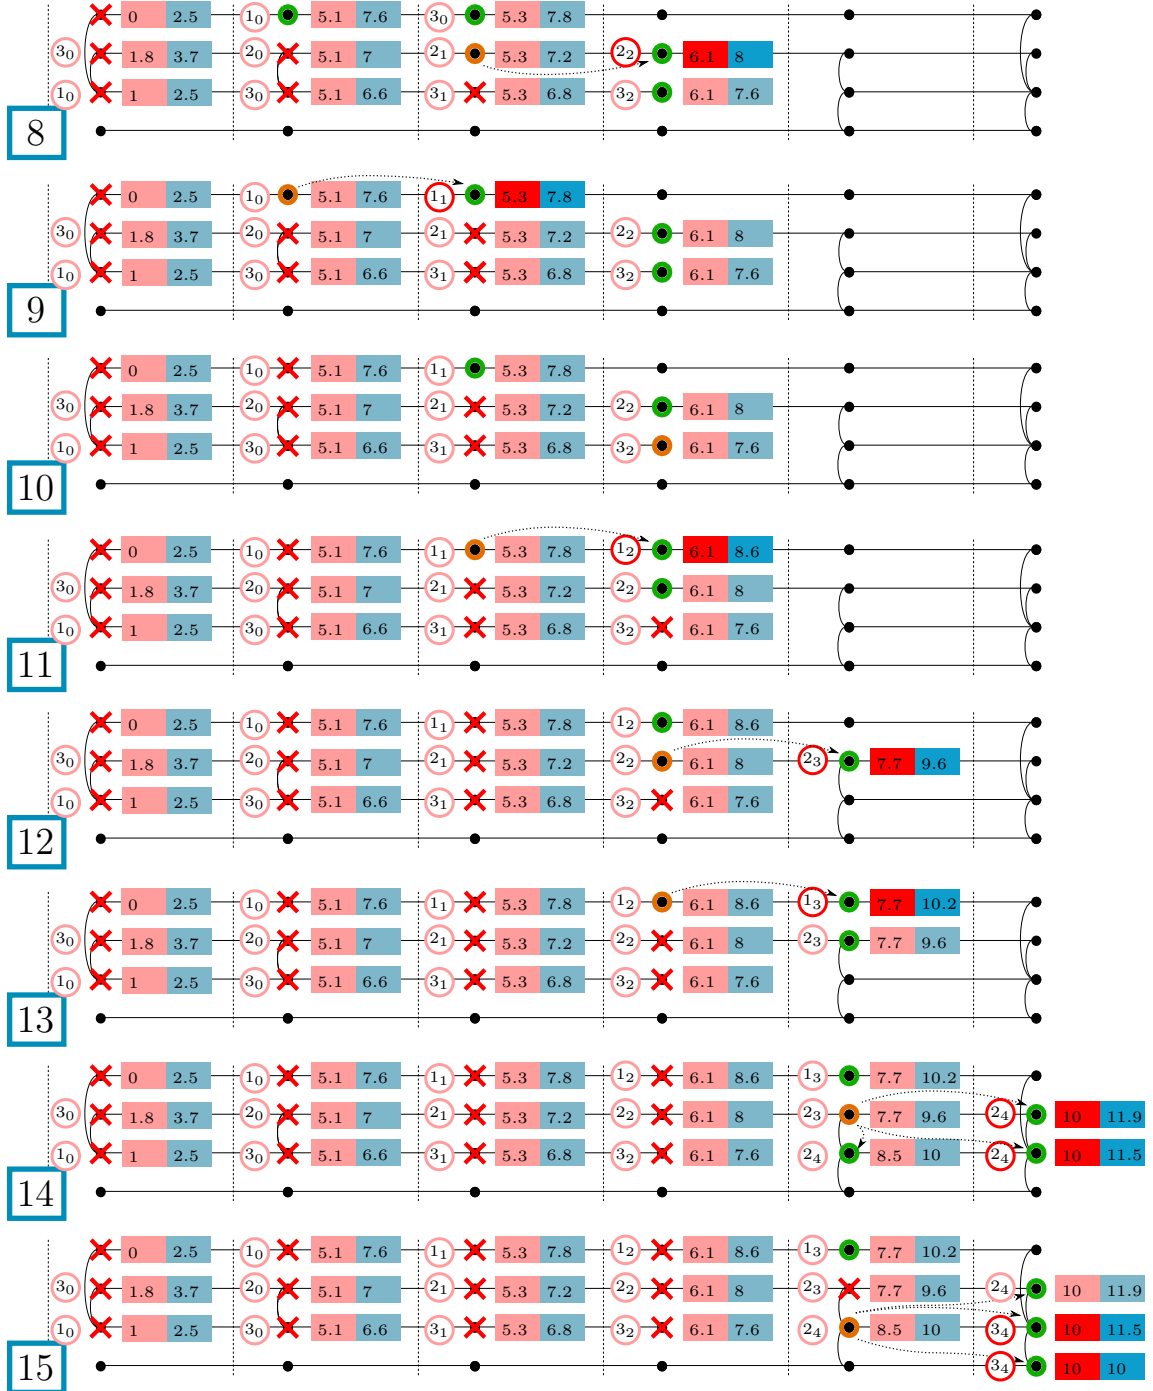 0 2.5 1₀ 5.1 7.6 3₀ 5.3 7.8
3₀ 1.8 3.7 2₀ 5.1 7 2₁ 5.3 7.2 2₂ 6.1 8
1₀ 1 2.5 3₀ 5.1 6.6 3₁ 5.3 6.8 3₂ 6.1 7.6
8
0 2.5 1₀ 5.1 7.6 1₁ 5.3 7.8
3₀ 1.8 3.7 2₀ 5.1 7 2₁ 5.3 7.2 2₂ 6.1 8
1₀ 1 2.5 3₀ 5.1 6.6 3₁ 5.3 6.8 3₂ 6.1 7.6
9
0 2.5 1₀ 5.1 7.6 1₁ 5.3 7.8
3₀ 1.8 3.7 2₀ 5.1 7 2₁ 5.3 7.2 2₂ 6.1 8
1₀ 1 2.5 3₀ 5.1 6.6 3₁ 5.3 6.8 3₂ 6.1 7.6
10
0 2.5 1₀ 5.1 7.6 1₁ 5.3 7.8 1₂ 6.1 8.6
3₀ 1.8 3.7 2₀ 5.1 7 2₁ 5.3 7.2 2₂ 6.1 8
1₀ 1 2.5 3₀ 5.1 6.6 3₁ 5.3 6.8 3₂ 6.1 7.6
11
0 2.5 1₀ 5.1 7.6 1₁ 5.3 7.8 1₂ 6.1 8.6
3₀ 1.8 3.7 2₀ 5.1 7 2₁ 5.3 7.2 2₂ 6.1 8 2₃ 7.7 9.6
1₀ 1 2.5 3₀ 5.1 6.6 3₁ 5.3 6.8 3₂ 6.1 7.6
12
0 2.5 1₀ 5.1 7.6 1₁ 5.3 7.8 1₂ 6.1 8.6 1₃ 7.7 10.2
3₀ 1.8 3.7 2₀ 5.1 7 2₁ 5.3 7.2 2₂ 6.1 8 2₃ 7.7 9.6
1₀ 1 2.5 3₀ 5.1 6.6 3₁ 5.3 6.8 3₂ 6.1 7.6
13
0 2.5 1₀ 5.1 7.6 1₁ 5.3 7.8 1₂ 6.1 8.6 1₃ 7.7 10.2
3₀ 1.8 3.7 2₀ 5.1 7 2₁ 5.3 7.2 2₂ 6.1 8 2₃ 7.7 9.6 2₄ 10 11.9
1₀ 1 2.5 3₀ 5.1 6.6 3₁ 5.3 6.8 3₂ 6.1 7.6 2₄ 8.5 10 2₄ 10 11.5
14
0 2.5 1₀ 5.1 7.6 1₁ 5.3 7.8 1₂ 6.1 8.6 1₃ 7.7 10.2
3₀ 1.8 3.7 2₀ 5.1 7 2₁ 5.3 7.2 2₂ 6.1 8 2₃ 7.7 9.6 2₄ 10 11.9
1₀ 1 2.5 3₀ 5.1 6.6 3₁ 5.3 6.8 3₂ 6.1 7.6 2₄ 8.5 10 3₄ 10 11.5
15 3₄ 10 10